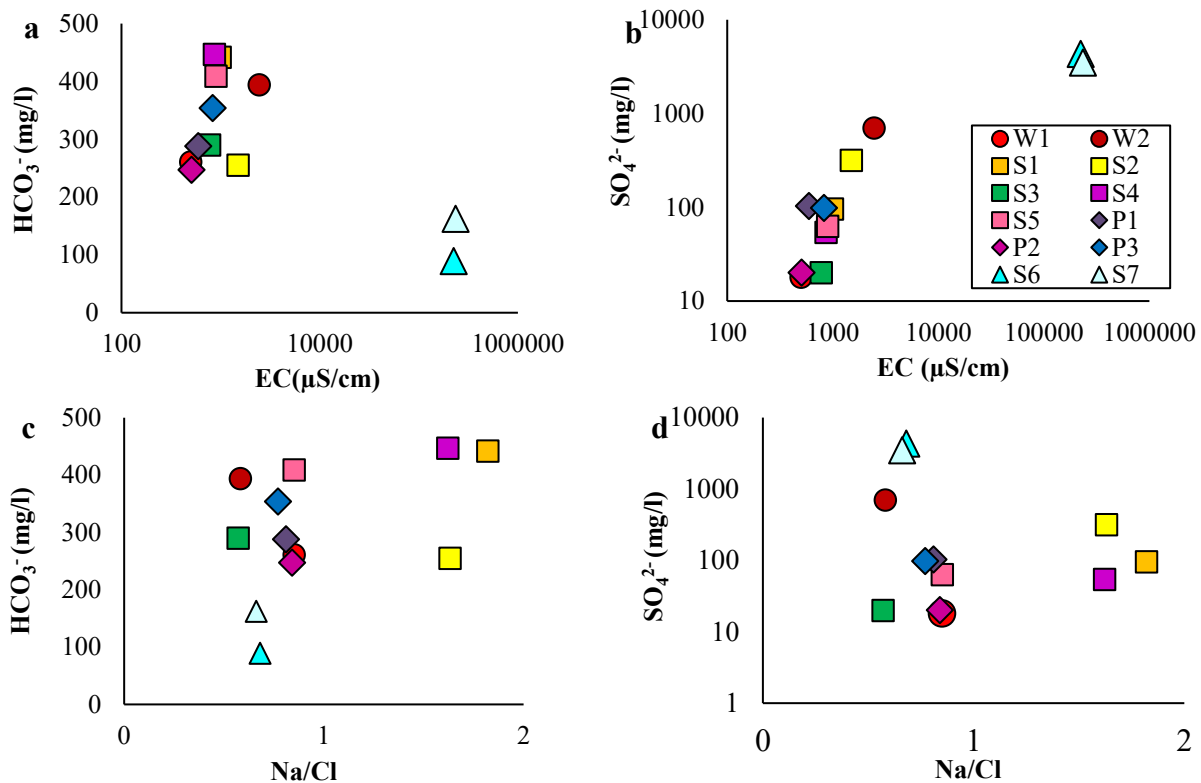 a
500
400
300
200
100
0
HCO₃⁻ (mg/l)
100 10000 1000000
EC(µS/cm)
b
10000
1000
100
10
SO₄²⁻ (mg/l)
100 1000 10000 100000 1000000
EC (µS/cm)
W1 W2
S1 S2
S3 S4
S5 P1
P2 P3
S6 S7
c
500
400
300
200
100
0
HCO₃⁻ (mg/l)
0 1 2
Na/Cl
d
10000
1000
100
10
1
SO₄²⁻ (mg/l)
0 1 2
Na/Cl